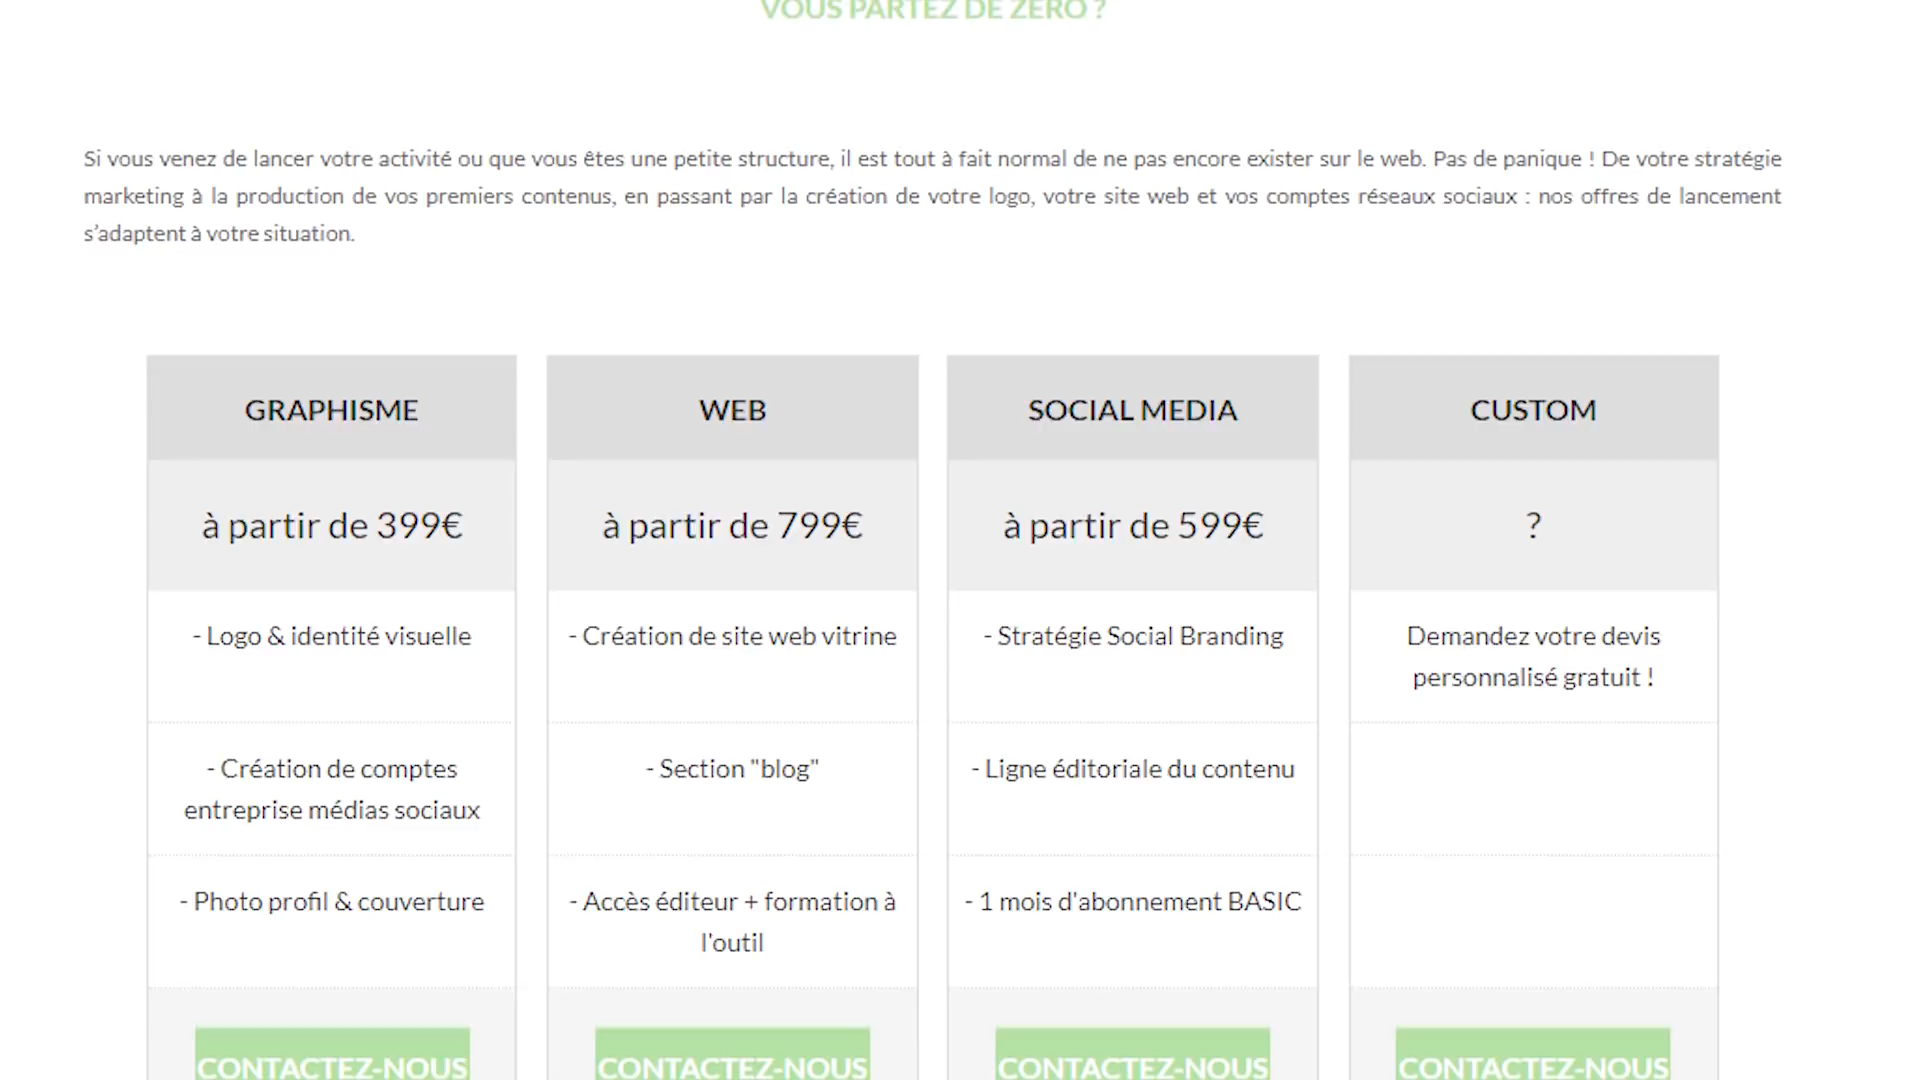 VOUS PARTEZ DE ZÉRO ?
Si vous venez de lancer votre activité ou que vous êtes une petite structure, il est tout à fait normal de ne pas encore exister sur le web. Pas de panique ! De votre stratégie
marketing à la production de vos premiers contenus, en passant par la création de votre logo, votre site web et vos comptes réseaux sociaux : nos offres de lancement
s’adaptent à votre situation.
GRAPHISME
à partir de 399€
- Logo & identité visuelle
- Création de comptes
entreprise médias sociaux
- Photo profil & couverture
CONTACTEZ-NOUS
WEB
à partir de 799€
- Création de site web vitrine
- Section "blog"
- Accès éditeur + formation à
l'outil
CONTACTEZ-NOUS
SOCIAL MEDIA
à partir de 599€
- Stratégie Social Branding
- Ligne éditoriale du contenu
- 1 mois d'abonnement BASIC
CONTACTEZ-NOUS
CUSTOM
?
Demandez votre devis
personnalisé gratuit !
CONTACTEZ-NOUS